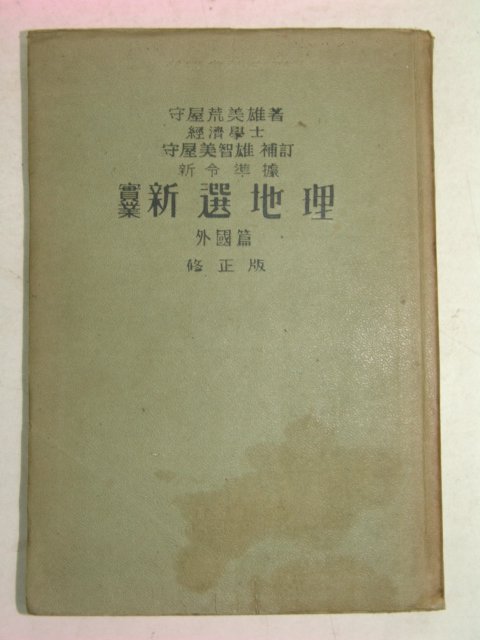 守屋荒美雄著
經濟學士
守屋美智雄 補訂
新令準據
實業 新選地理
外國篇
修正版